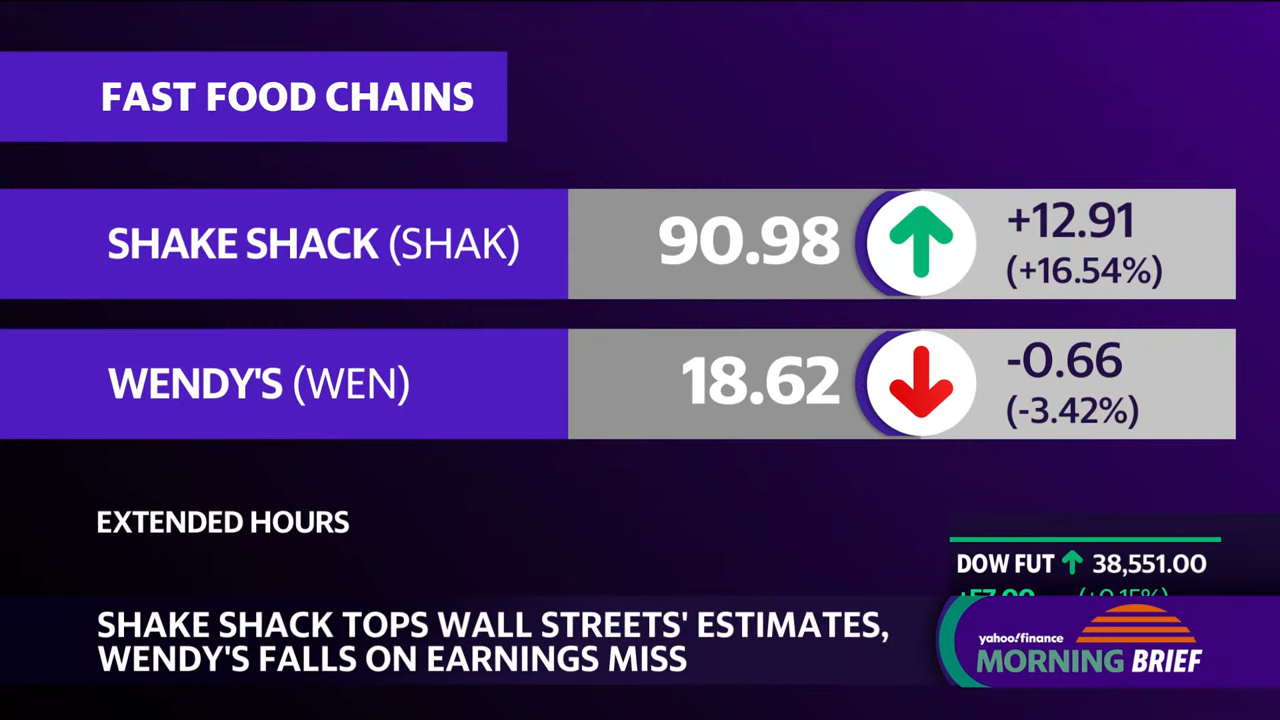 FAST FOOD CHAINS
SHAKE SHACK (SHAK) 90.98 +12.91
(+16.54%)
WENDY'S (WEN) 18.62 -0.66
(-3.42%)
EXTENDED HOURS
DOW FUT 38,551.00
SHAKE SHACK TOPS WALL STREETS' ESTIMATES,
WENDY'S FALLS ON EARNINGS MISS
yahoo!finance
MORNING BRIEF